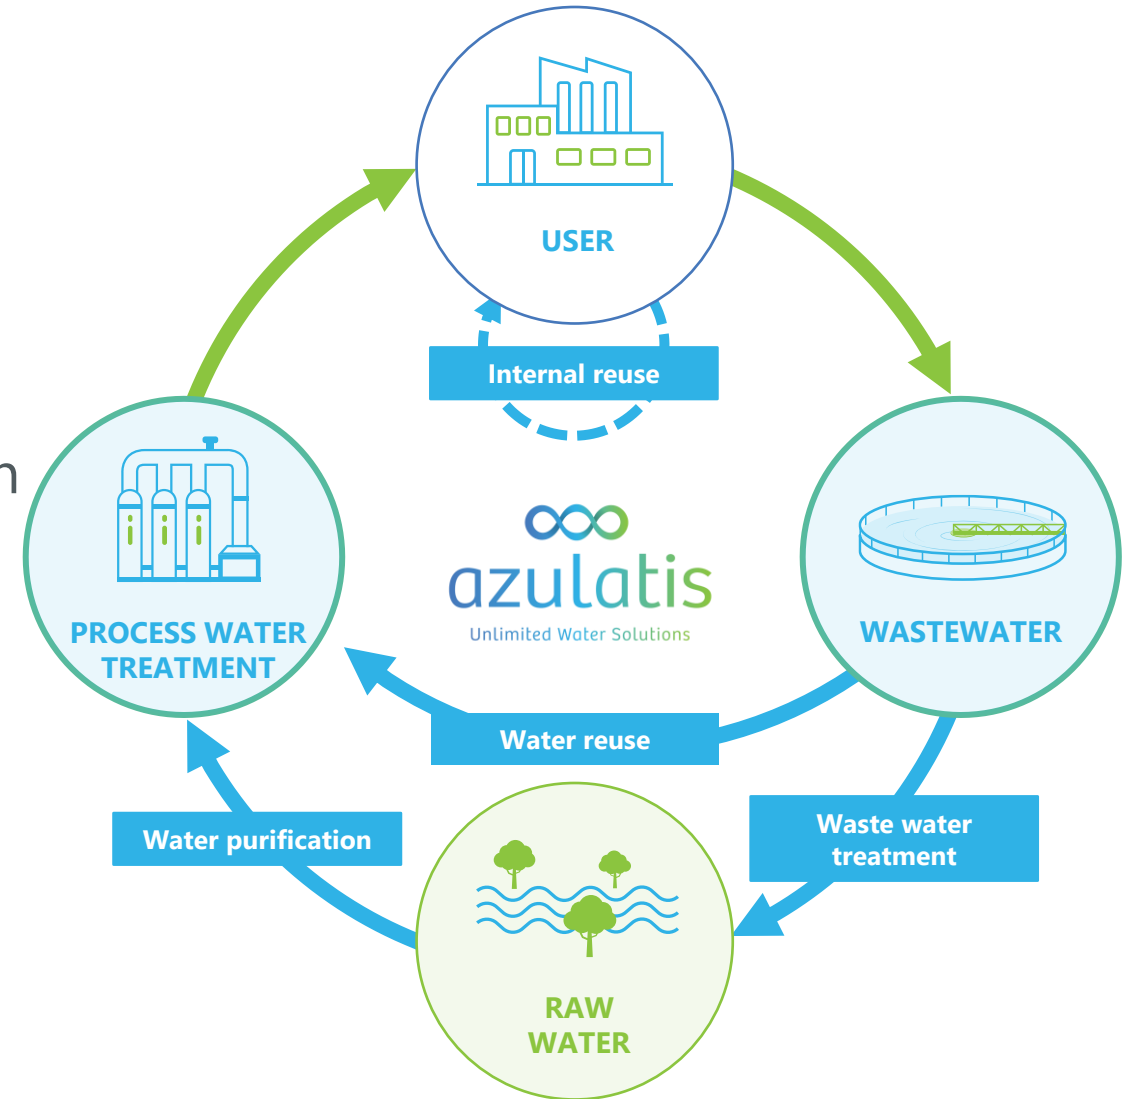 USER
Internal reuse
azulatis
Unlimited Water Solutions
PROCESS WATER
TREATMENT
WASTEWATER
Water reuse
Water purification
Waste water
treatment
RAW
WATER